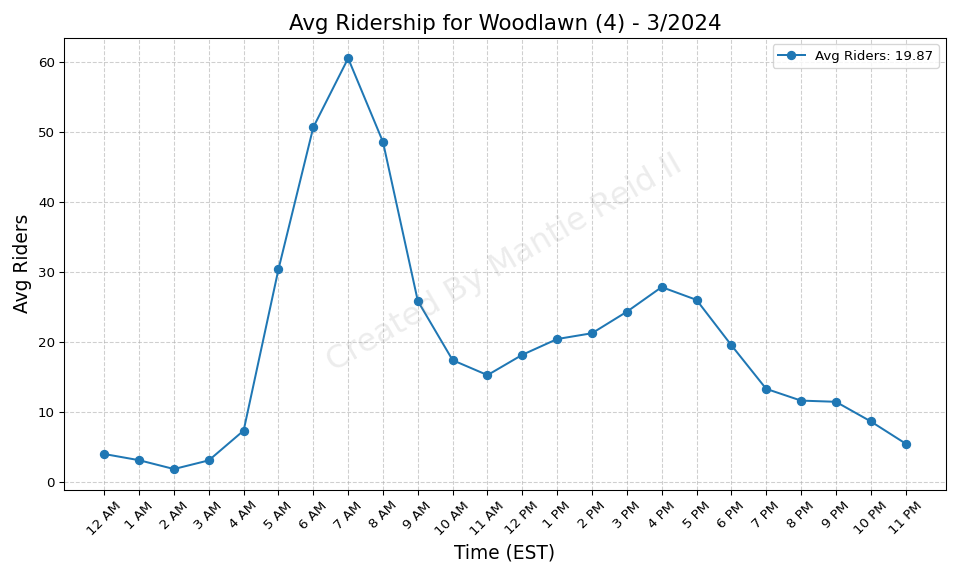 Avg Ridership for Woodlawn (4) - 3/2024
Avg Riders: 19.87
60
50
40
30
20
10
0
Avg Riders
Created By Mantie Reid II
12 AM
1 AM
2 AM
3 AM
4 AM
5 AM
6 AM
7 AM
8 AM
9 AM
10 AM
11 AM
12 PM
1 PM
2 PM
3 PM
4 PM
5 PM
6 PM
7 PM
8 PM
9 PM
10 PM
11 PM
Time (EST)